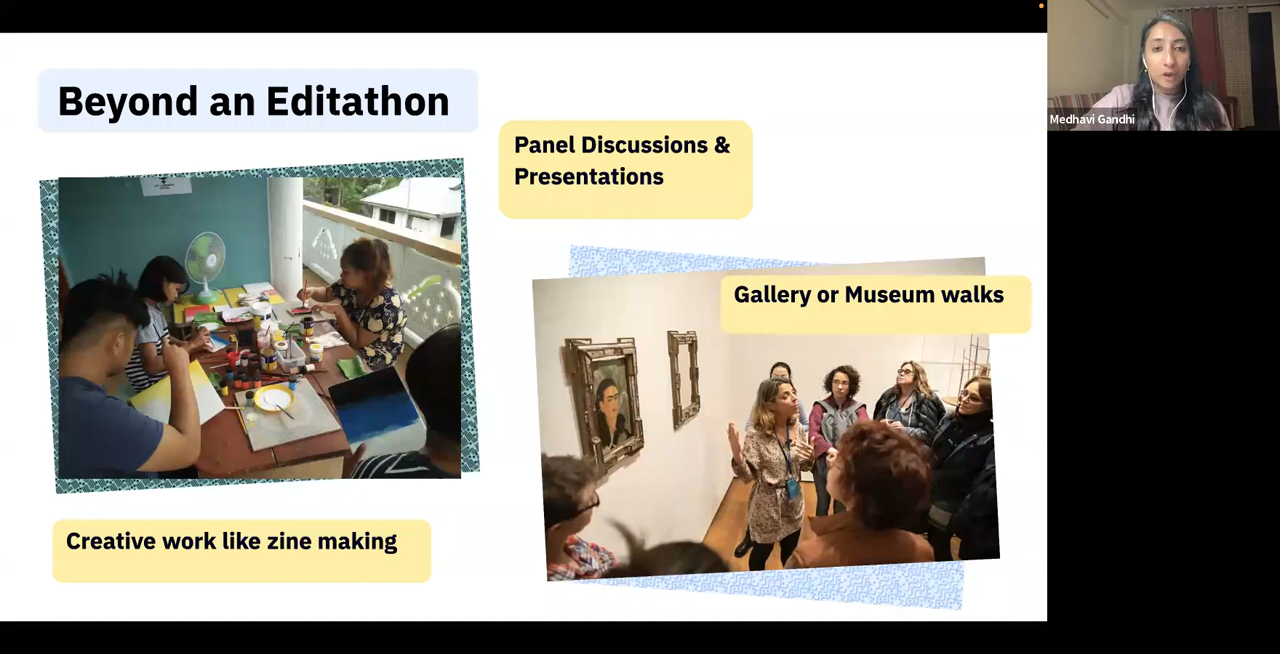 Beyond an Editathon
Panel Discussions &
Presentations
Gallery or Museum walks
Creative work like zine making
Medhavi Gandhi